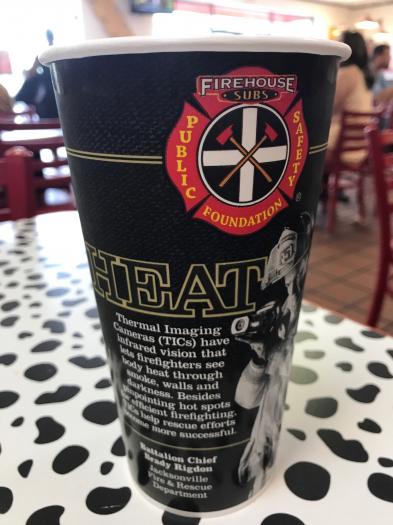 FIREHOUSE
SUBS
PUBLIC
SAFETY
FOUNDATION
®
HEAT
Thermal Imaging
Cameras (TICs) have
infrared vision that
lets firefighters see
body heat through
smoke, walls and
darkness. Besides
pinpointing hot spots
for efficient firefighting,
TICs help rescue efforts
become more successful.
Battalion Chief
Brady Rigdon
Jacksonville
Fire & Rescue
Department